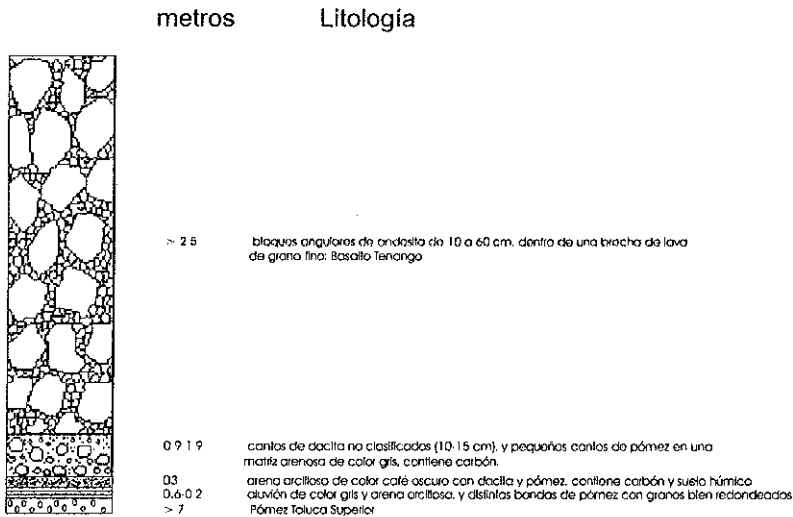 metros Litología
> 25 bloques angulares de andesita de 10 a 60 cm. dentro de una brecha de lava
de grano fino: Basalto Tenango
0 9 1 9 cantos de dacita no clasificados (10-15 cm), y pequeños cantos de pómez en una
matriz arenosa de color gris, contiene carbón.
03 arena arcillosa de color café oscuro con dacita y pómez, contiene carbón y suelo húmico
0.6-0 2 aluvión de color gris y arena arcillosa, y distintas bandas de pómez con granos bien redondeados
> 7 Pómez Toluca Superior